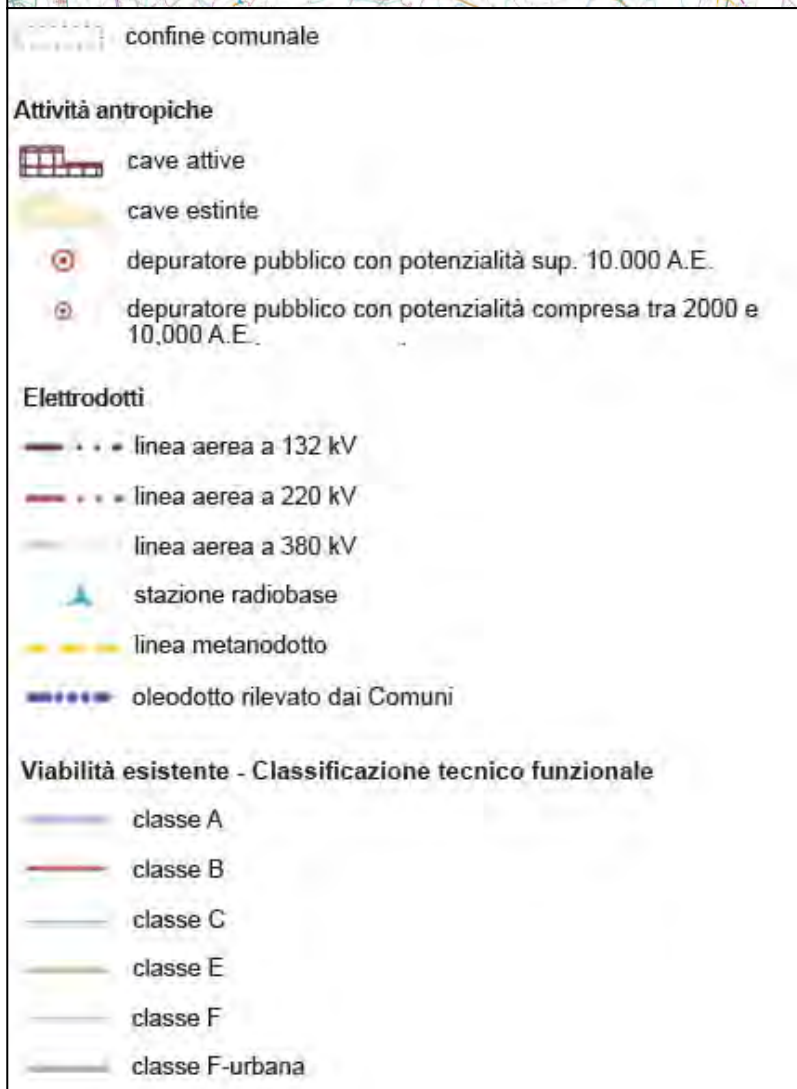 confine comunale
Attività antropiche
cave attive
cave estinte
depuratore pubblico con potenzialità sup. 10.000 A.E.
depuratore pubblico con potenzialità compresa tra 2000 e
10.000 A.E.
Elettrodotti
linea aerea a 132 kV
linea aerea a 220 kV
linea aerea a 380 kV
stazione radiobase
linea metanodotto
oleodotto rilevato dai Comuni
Viabilità esistente - Classificazione tecnico funzionale
classe A
classe B
classe C
classe E
classe F
classe F-urbana